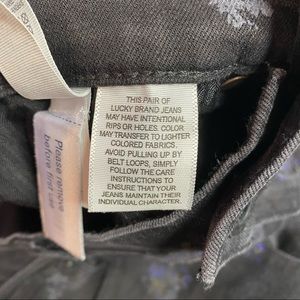 THIS PAIR OF
LUCKY BRAND JEANS
MAY HAVE INTENTIONAL
RIPS OR HOLES. COLOR
MAY TRANSFER TO LIGHTER
COLORED FABRICS.
AVOID PULLING UP BY
BELT LOOPS, SIMPLY
FOLLOW THE CARE
INSTRUCTIONS TO
ENSURE THAT YOUR
JEANS MAINTAIN THEIR
INDIVIDUAL CHARACTER.
Please remove
before first use